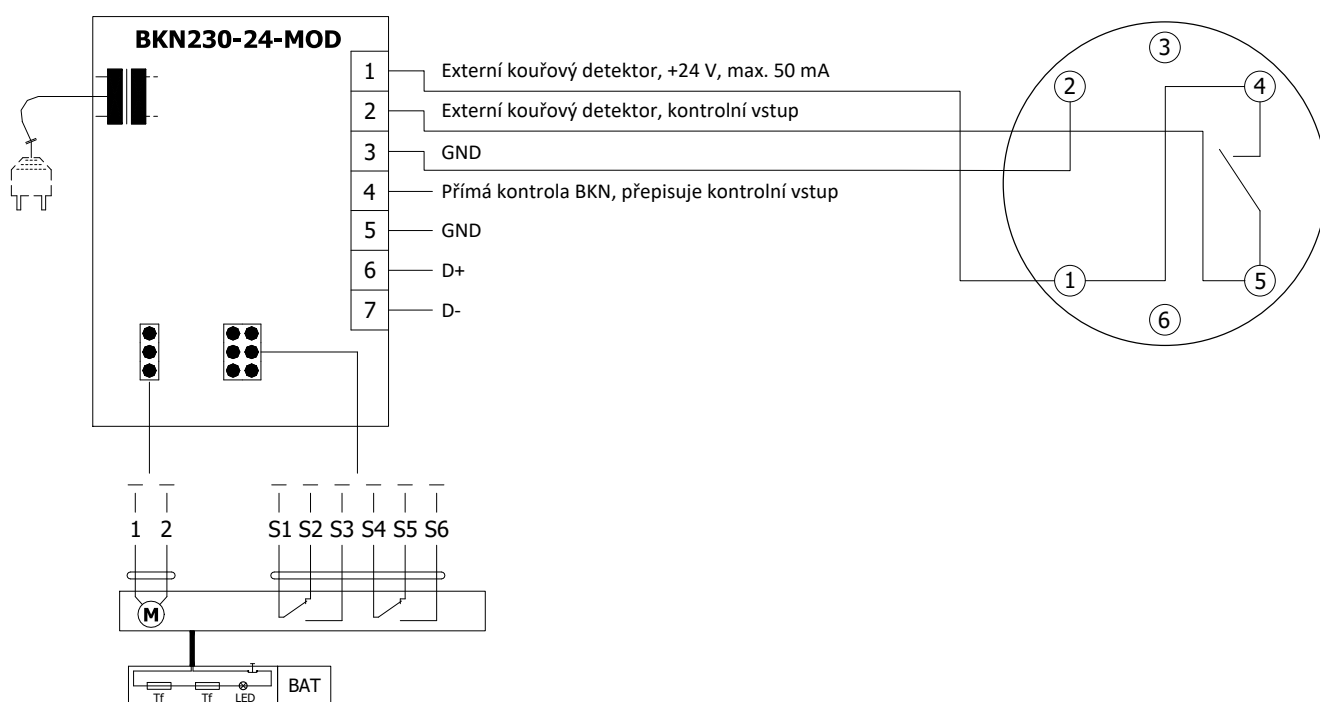 BKN230-24-MOD
1 Externí kouřový detektor, +24 V, max. 50 mA
2 Externí kouřový detektor, kontrolní vstup
3 GND
4 Přímá kontrola BKN, přepisuje kontrolní vstup
5 GND
6 D+
7 D-
3
2 4
1 5
6
1 2 S1 S2 S3 S4 S5 S6
M
BAT
Tf Tf LED